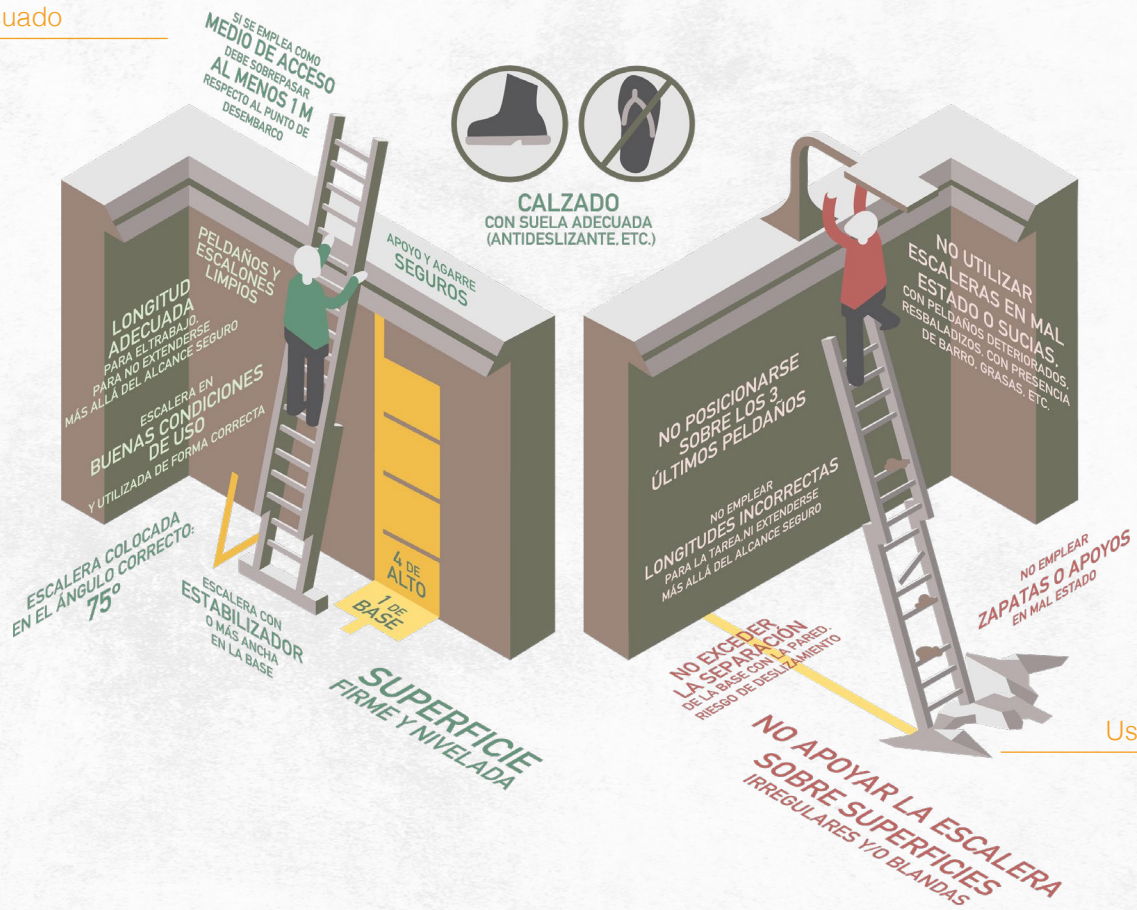 uado
SI SE EMPLEA COMO
MEDIO DE ACCESO
DEBE SOBREPASAR
AL MENOS 1 M
RESPECTO AL PUNTO DE
DESEMBARCO
CALZADO
CON SUELA ADECUADA
(ANTIDESLIZANTE, ETC.)
PELDAÑOS Y
ESCALONES
LIMPIOS
APOYO Y AGARRE
SEGUROS
LONGITUD
ADECUADA
PARA EL TRABAJO.
PARA NO EXTENDERSE
MÁS ALLÁ DEL ALCANCE SEGURO
ESCALERA EN
BUENAS CONDICIONES
DE USO
Y UTILIZADA DE FORMA CORRECTA
ESCALERA COLOCADA
EN EL ÁNGULO CORRECTO:
75º
ESCALERA CON
ESTABILIZADOR
O MÁS ANCHA
EN LA BASE
4 DE
ALTO
1 DE
BASE
SUPERFICIE
FIRME Y NIVELADA
NO UTILIZAR
ESCALERAS EN MAL
ESTADO O SUCIAS,
CON PELDAÑOS DETERIORADOS,
RESBALADIZOS, CON PRESENCIA
DE BARRO, GRASAS, ETC.
NO POSICIONARSE
SOBRE LOS 3
ÚLTIMOS PELDAÑOS
NO EMPLEAR
LONGITUDES INCORRECTAS
PARA LA TAREA,NI EXTENDERSE
MÁS ALLÁ DEL ALCANCE SEGURO
NO EMPLEAR
ZAPATAS O APOYOS
EN MAL ESTADO
NO EXCEDER
LA SEPARACIÓN
DE LA BASE CON LA PARED.
RIESGO DE DESLIZAMIENTO
Us
NO APOYAR LA ESCALERA
SOBRE SUPERFICIES
IRREGULARES Y/O BLANDAS